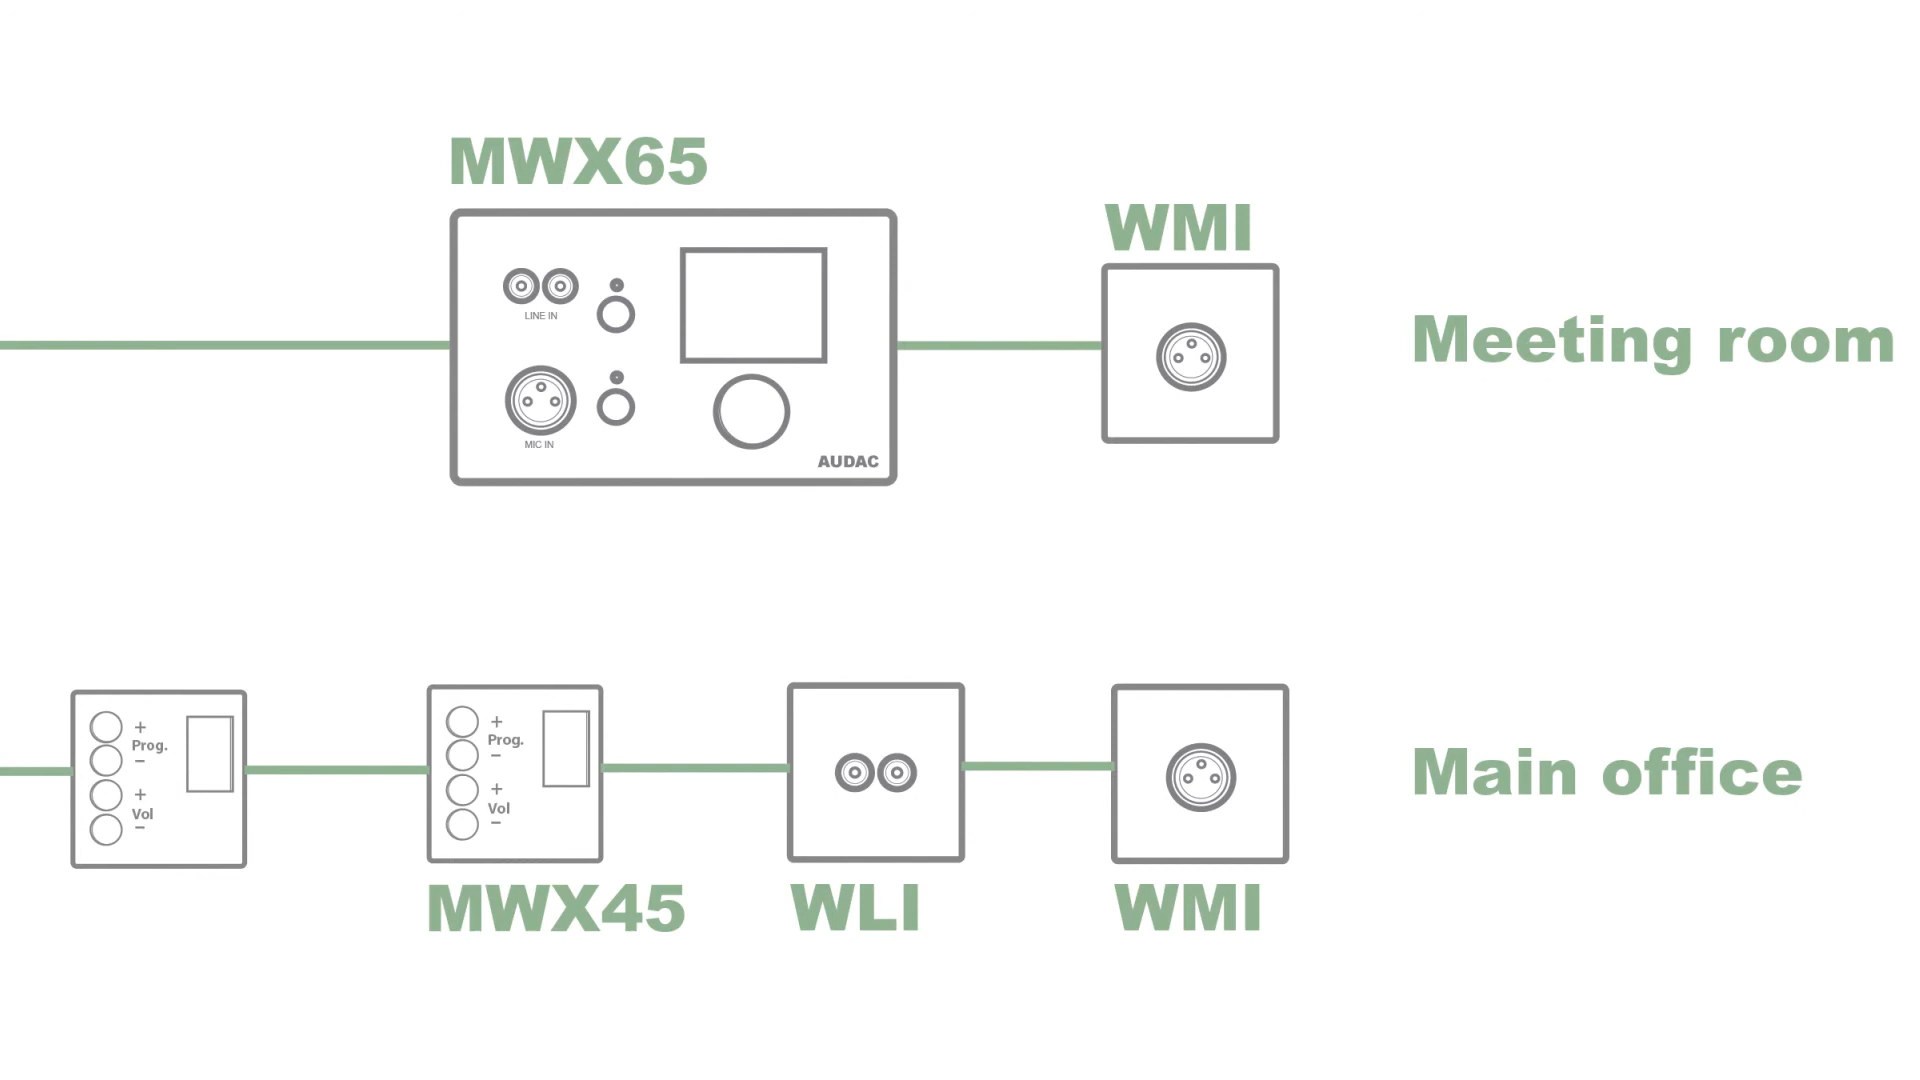 MWX65
WMI
LINE IN
MIC IN
AUDAC
Meeting room
+
Prog.
−
+
Vol
−
+
Prog.
−
+
Vol
−
Main office
MWX45
WLI
WMI